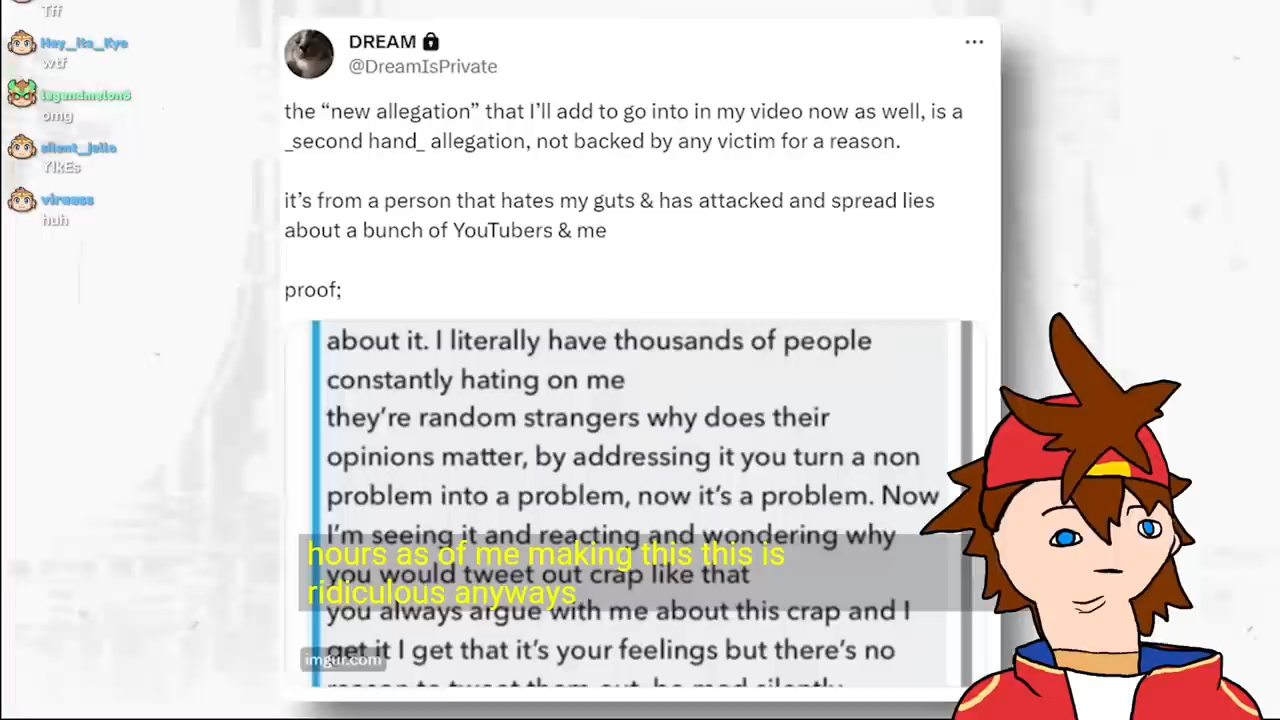 Tff
Hey_its_Kyo
wtf
legendmelon6
omg
silent_jello
YIkEs
viraess
huh
DREAM
@DreamIsPrivate
the “new allegation” that I’ll add to go into in my video now as well, is a
_second hand_ allegation, not backed by any victim for a reason.
it’s from a person that hates my guts & has attacked and spread lies
about a bunch of YouTubers & me
proof;
about it. I literally have thousands of people
constantly hating on me
they’re random strangers why does their
opinions matter, by addressing it you turn a non
problem into a problem, now it’s a problem. Now
I’m seeing it and reacting and wondering why
hours as of me making this this is
you would tweet out crap like that
ridiculous anyways
you always argue with me about this crap and I
get it I get that it’s your feelings but there’s no
imgur.com
reason to tweet them out, be mad silently